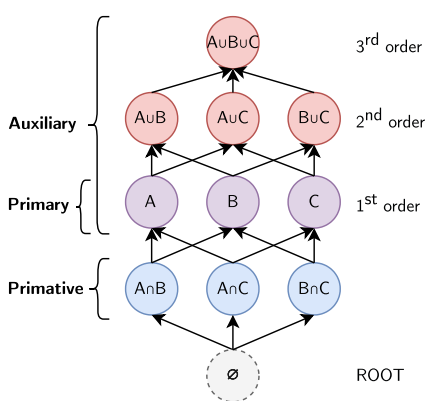 A∪B∪C 3rd order
Auxiliary A∪B A∪C B∪C 2nd order
Primary A B C 1st order
Primative A∩B A∩C B∩C
∅ ROOT